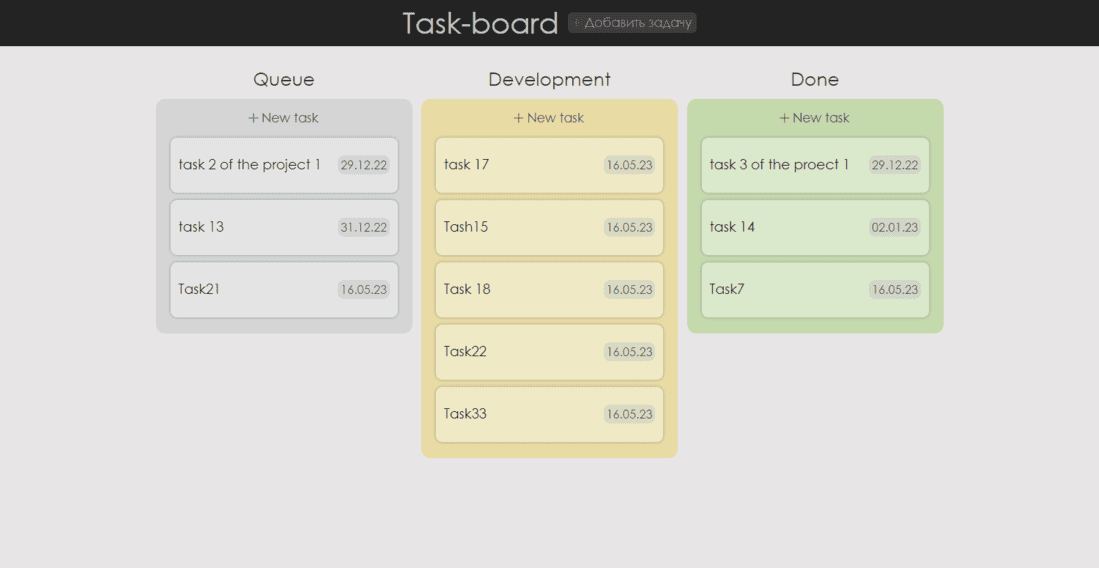 Task-board + Добавить задачу
Queue
+ New task
task 2 of the project 1 29.12.22
task 13 31.12.22
Task21 16.05.23
Development
+ New task
task 17 16.05.23
Tash15 16.05.23
Task 18 16.05.23
Task22 16.05.23
Task33 16.05.23
Done
+ New task
task 3 of the proect 1 29.12.22
task 14 02.01.23
Task7 16.05.23